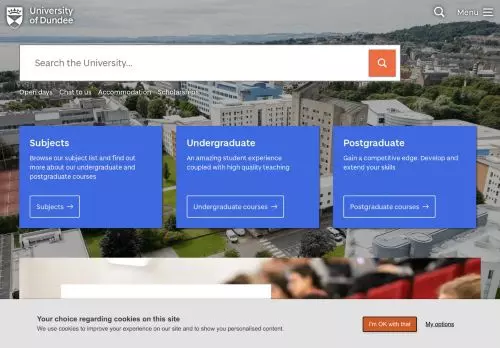 University
of Dundee
Menu
Search the University...
Open days Chat to us Accommodation Scholarships
Subjects
Browse our subject list and find out
more about our undergraduate and
postgraduate courses
Subjects →
Undergraduate
An amazing student experience
coupled with high quality teaching
Undergraduate courses →
Postgraduate
Gain a competitive edge. Develop and
extend your skills
Postgraduate courses →
Your choice regarding cookies on this site
We use cookies to improve your experience on our site and to show you personalised content.
I'm OK with that
My options